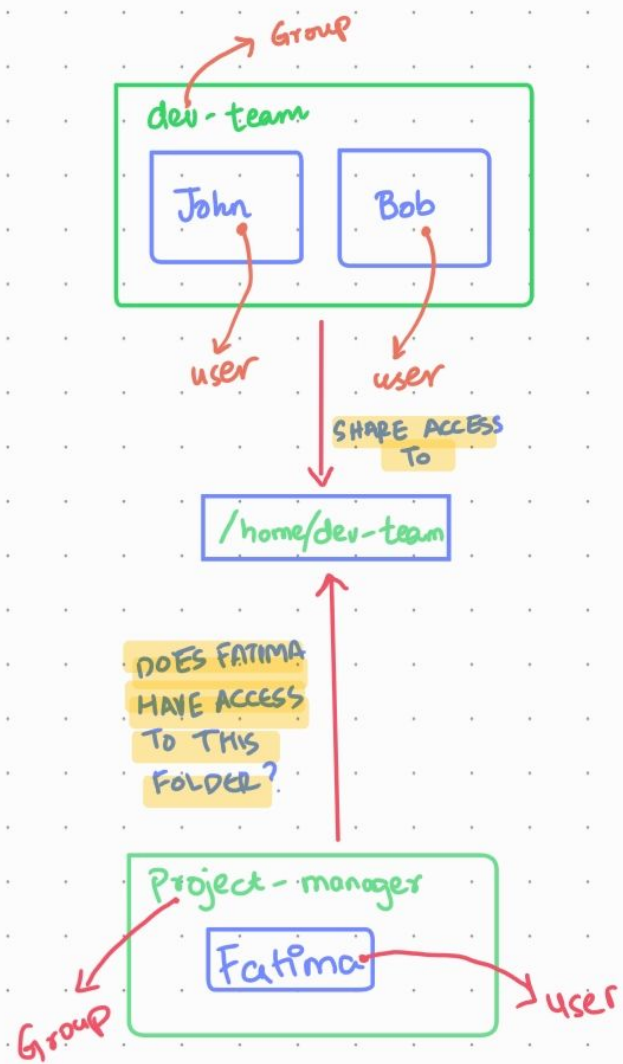 Group
dev-team
John
Bob
user
user
SHARE ACCESS
TO
/home/dev-team
DOES FATIMA
HAVE ACCESS
TO THIS
FOLDER?
Project-manager
Fatima
Group
user